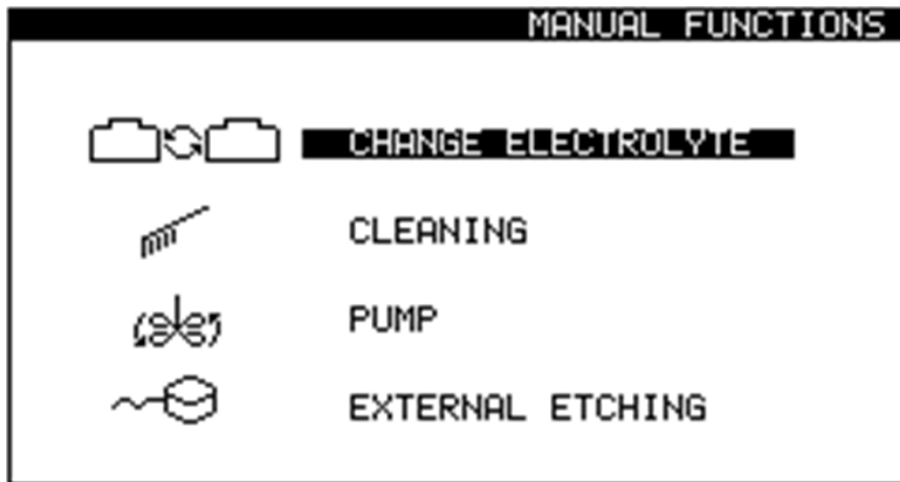 MANUAL FUNCTIONS
CHANGE ELECTROLYTE
CLEANING
PUMP
EXTERNAL ETCHING